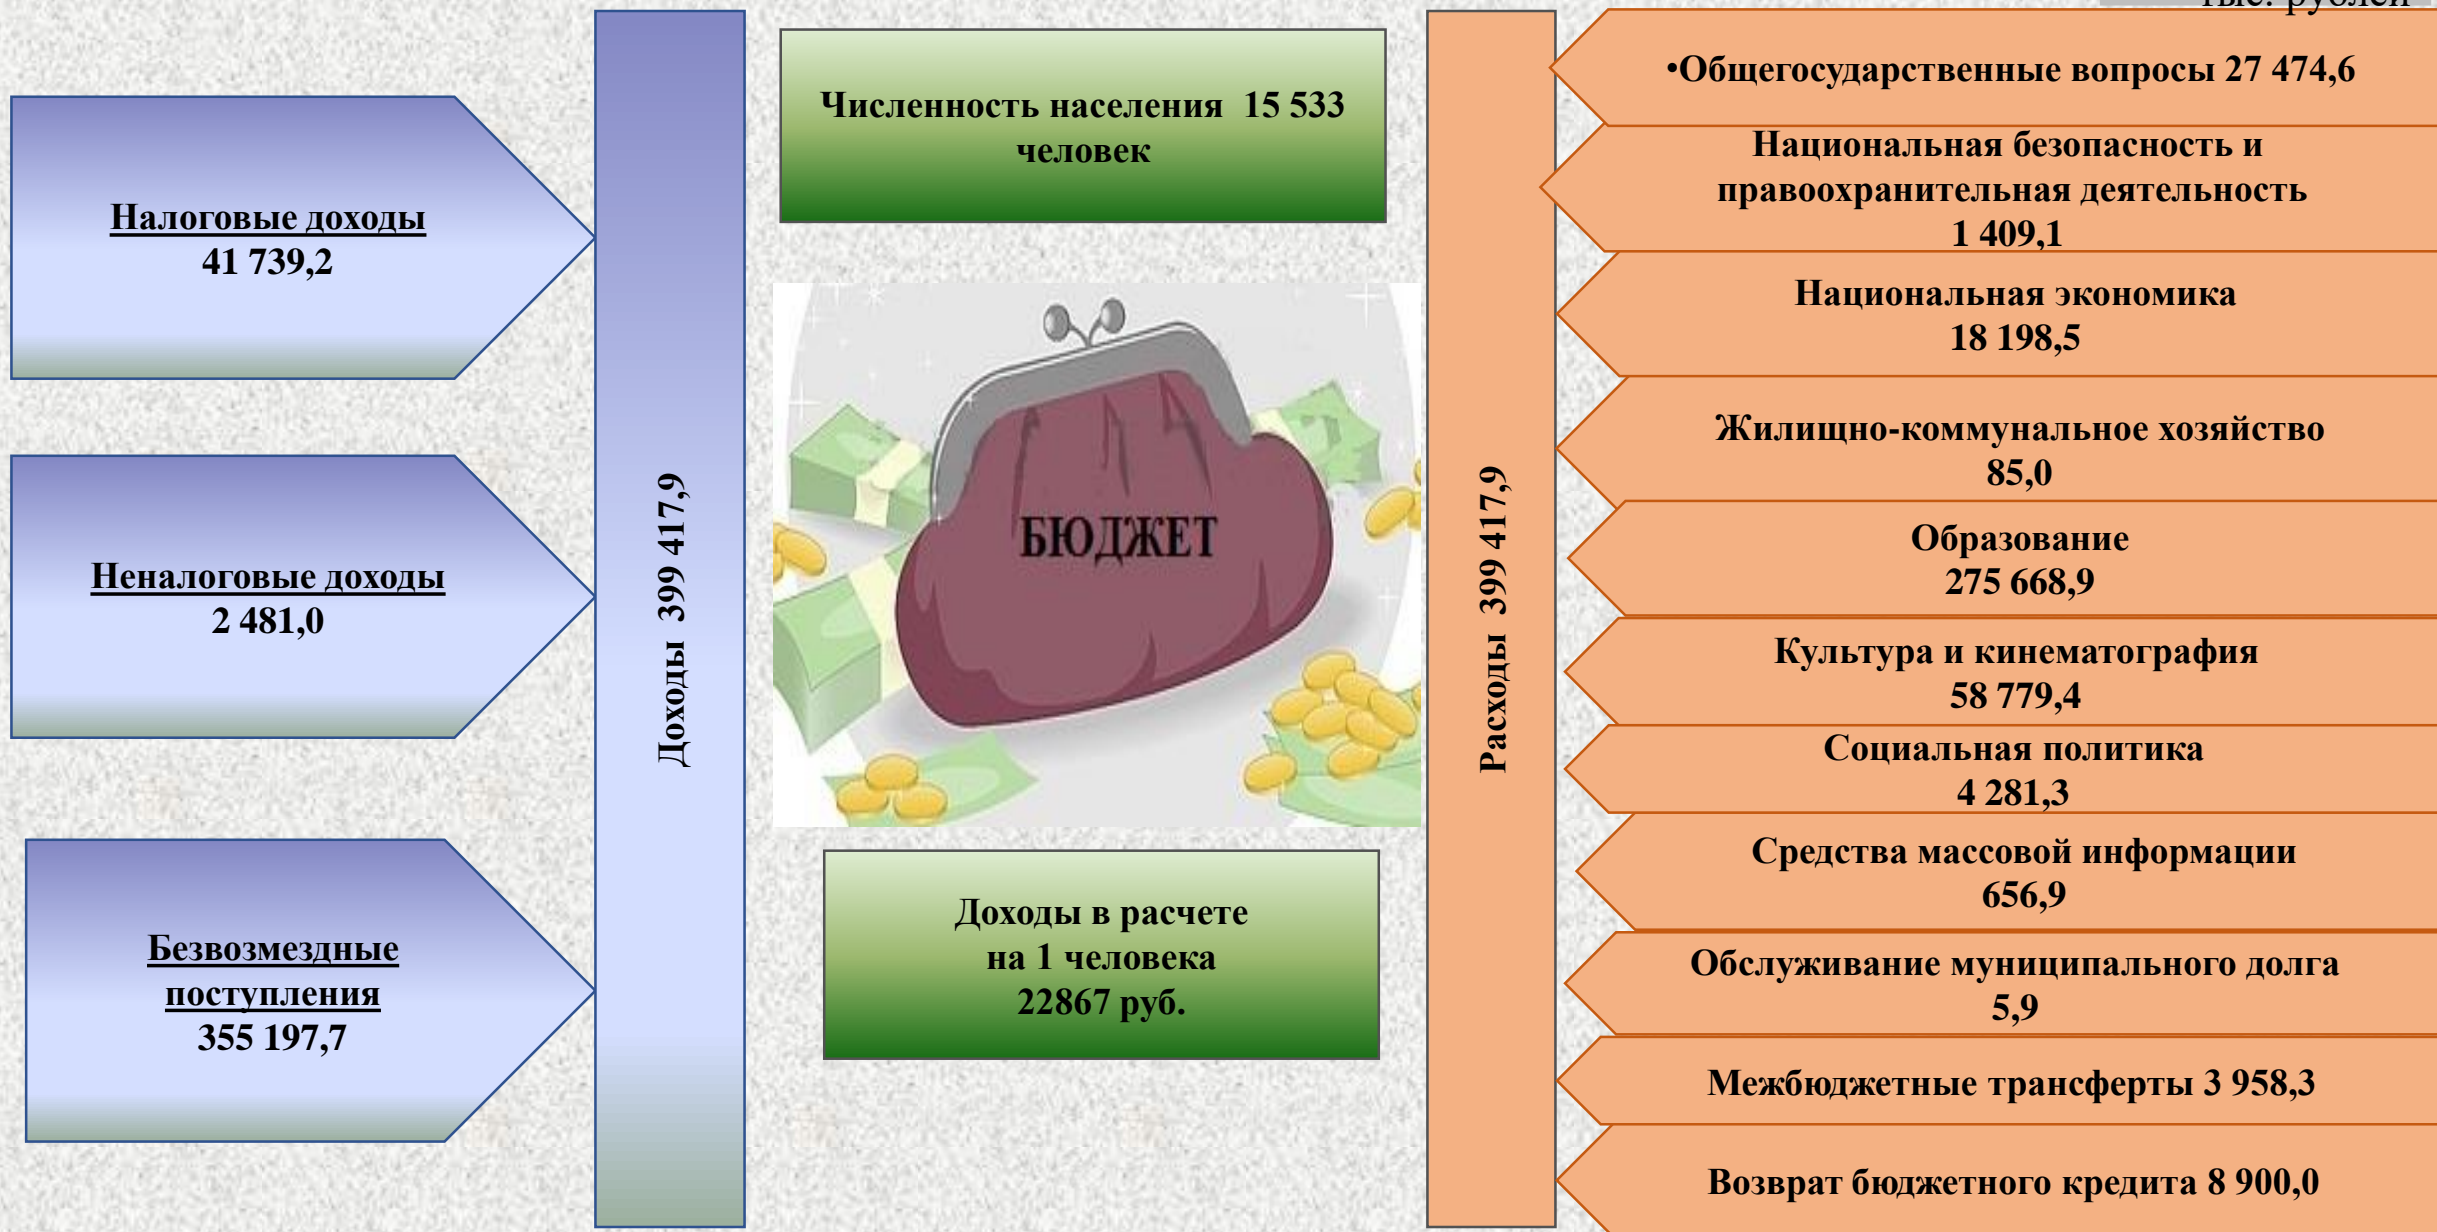 тыс. рублей
Налоговые доходы
41 739,2
Неналоговые доходы
2 481,0
Безвозмездные
поступления
355 197,7
Доходы 399 417,9
Численность населения 15 533
человек
БЮДЖЕТ
Доходы в расчете
на 1 человека
22867 руб.
Расходы 399 417,9
•Общегосударственные вопросы 27 474,6
Национальная безопасность и
правоохранительная деятельность
1 409,1
Национальная экономика
18 198,5
Жилищно-коммунальное хозяйство
85,0
Образование
275 668,9
Культура и кинематография
58 779,4
Социальная политика
4 281,3
Средства массовой информации
656,9
Обслуживание муниципального долга
5,9
Межбюджетные трансферты 3 958,3
Возврат бюджетного кредита 8 900,0